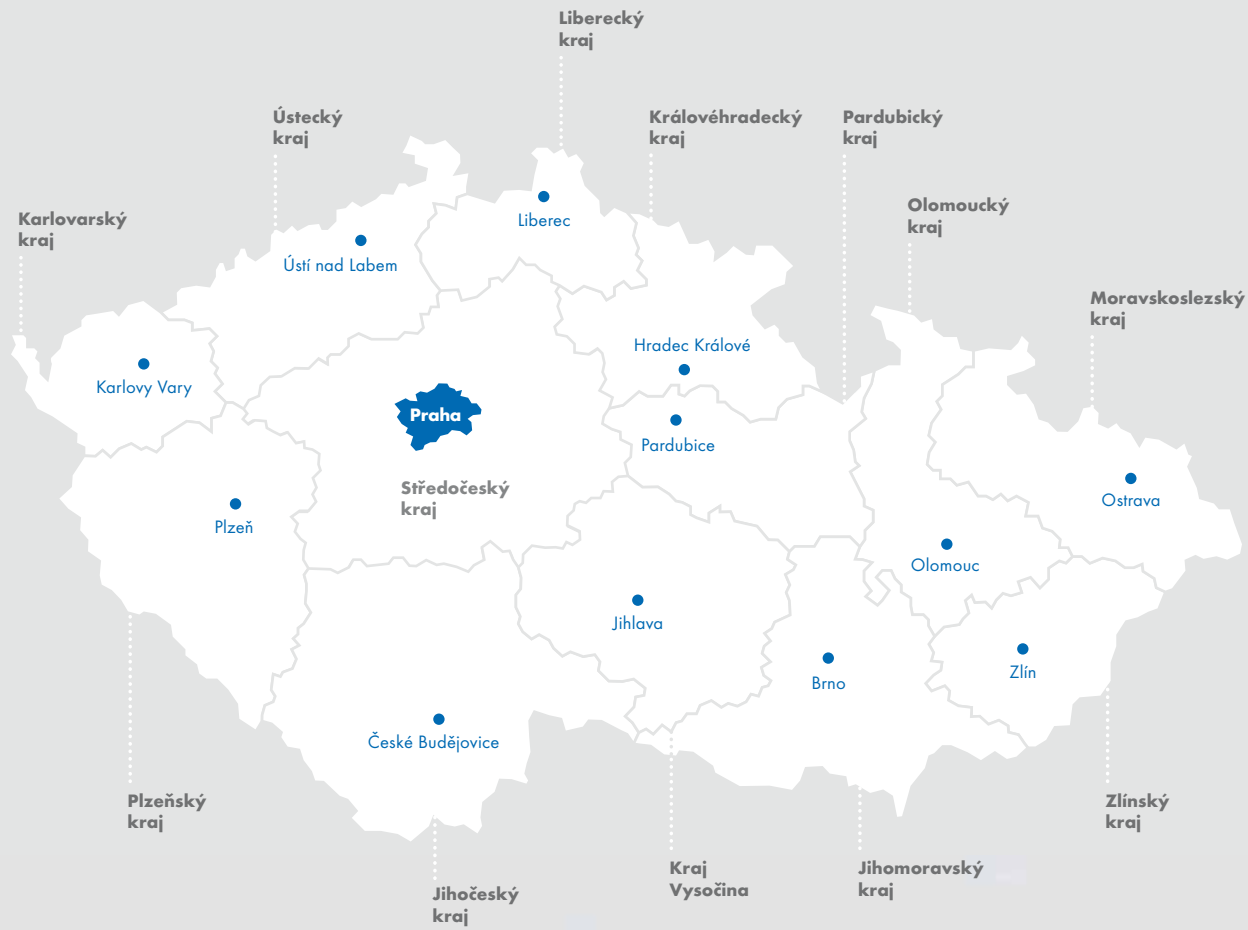 Liberecký
kraj
Ústecký
kraj
Královéhradecký
kraj
Pardubický
kraj
Karlovarský
kraj
Olomoucký
kraj
Moravskoslezský
kraj
Liberec
Ústí nad Labem
Hradec Králové
Karlovy Vary
Praha
Pardubice
Středočeský
kraj
Ostrava
Plzeň
Olomouc
Jihlava
Zlín
Brno
České Budějovice
Plzeňský
kraj
Zlínský
kraj
Kraj
Vysočina
Jihomoravský
kraj
Jihočeský
kraj